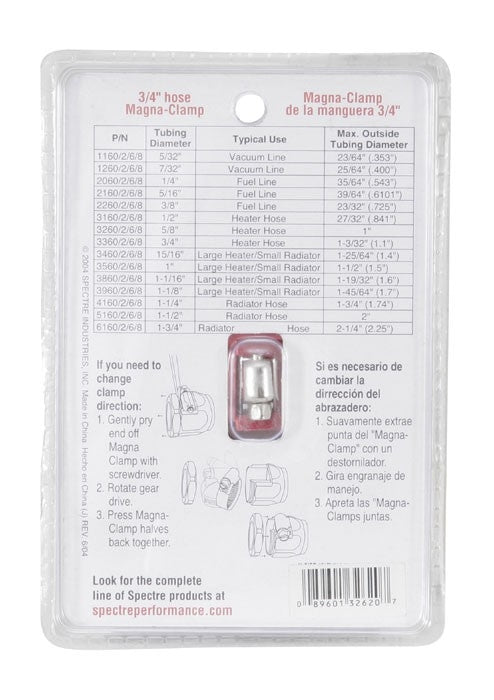 3/4" hose
Magna-Clamp
Magna-Clamp
de la manguera 3/4"
P/N Tubing Diameter Typical Use Max. Outside Tubing Diameter
1160/2/6/8 5/32" Vacuum Line 23/64" (.353")
1260/2/6/8 7/32" Vacuum Line 25/64" (.400")
2060/2/6/8 1/4" Fuel Line 35/64" (.543")
2160/2/6/8 5/16" Fuel Line 39/64" (.6101")
2260/2/6/8 3/8" Fuel Line 23/32" (.725")
3160/2/6/8 1/2" Heater Hose 27/32" (.841")
3260/2/6/8 5/8" Heater Hose 1"
3360/2/6/8 3/4" Heater Hose 1-3/32" (1.1")
3460/2/6/8 15/16" Large Heater/Small Radiator 1-25/64" (1.4")
3560/2/6/8 1" Large Heater/Small Radiator 1-1/2" (1.5")
3860/2/6/8 1-1/16" Large Heater/Small Radiator 1-19/32" (1.6")
3960/2/6/8 1-1/8" Large Heater/Small Radiator 1-45/64" (1.7")
4160/2/6/8 1-1/4" Radiator Hose 1-3/4" (1.74")
5160/2/6/8 1-1/2" Radiator Hose 2"
6160/2/6/8 1-3/4" Radiator Hose 2-1/4" (2.25")
© 2004 SPECTRE INDUSTRIES, INC. Made in China. Hecho en China (J) REV. 6/04
If you need to
change
clamp
direction:
1. Gently pry
end off
Magna
Clamp with
screwdriver.
2. Rotate gear
drive.
3. Press Magna-
Clamp halves
back together.
Si es necesario de
cambiar la
dirrección del
abrazadero:
1. Suavamente extrae
punta del "Magna-
Clamp" con un
destornilador.
2. Gira engranaje de
manejo.
3. Apreta las "Magna-
Clamps juntas.
Look for the complete
line of Spectre products at
spectreperformance.com
0 89601 32620 7